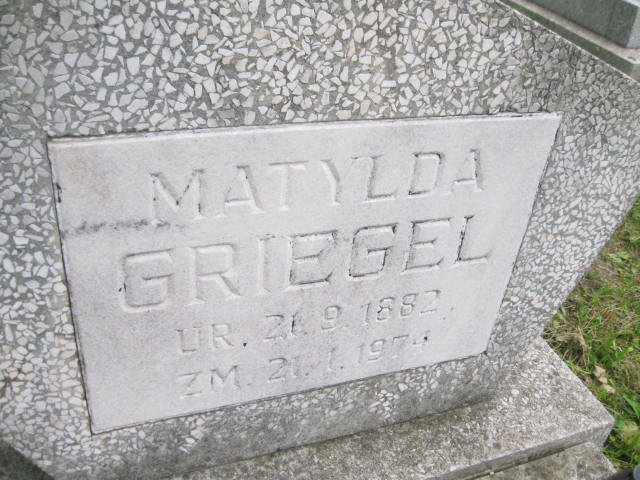 MATYLDA
GRIEGEL
UR. 21.9.1882.
ZM. 21.1.1974